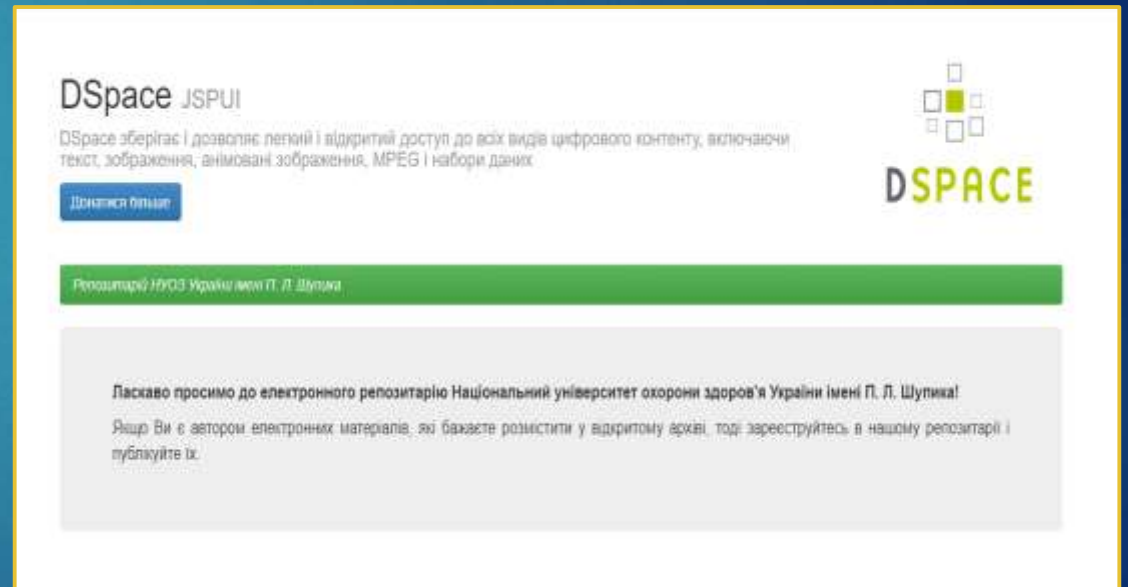 DSpace JSPUI
DSpace зберігає і дозволяє легкий і відкритий доступ до всіх видів цифрового контенту, включаючи
текст, зображення, анімовані зображення, MPEG і набори даних
Дізнатися більше
DSPACE
Репозитарій НУОЗ України імені П. Л. Шупика
Ласкаво просимо до електронного репозитарію Національний університет охорони здоров'я України імені П. Л. Шупика!
Якщо Ви є автором електронних матеріалів, які бажаєте розмістити у відкритому архіві, тоді зареєструйтесь в нашому репозитарії і
публікуйте їх.